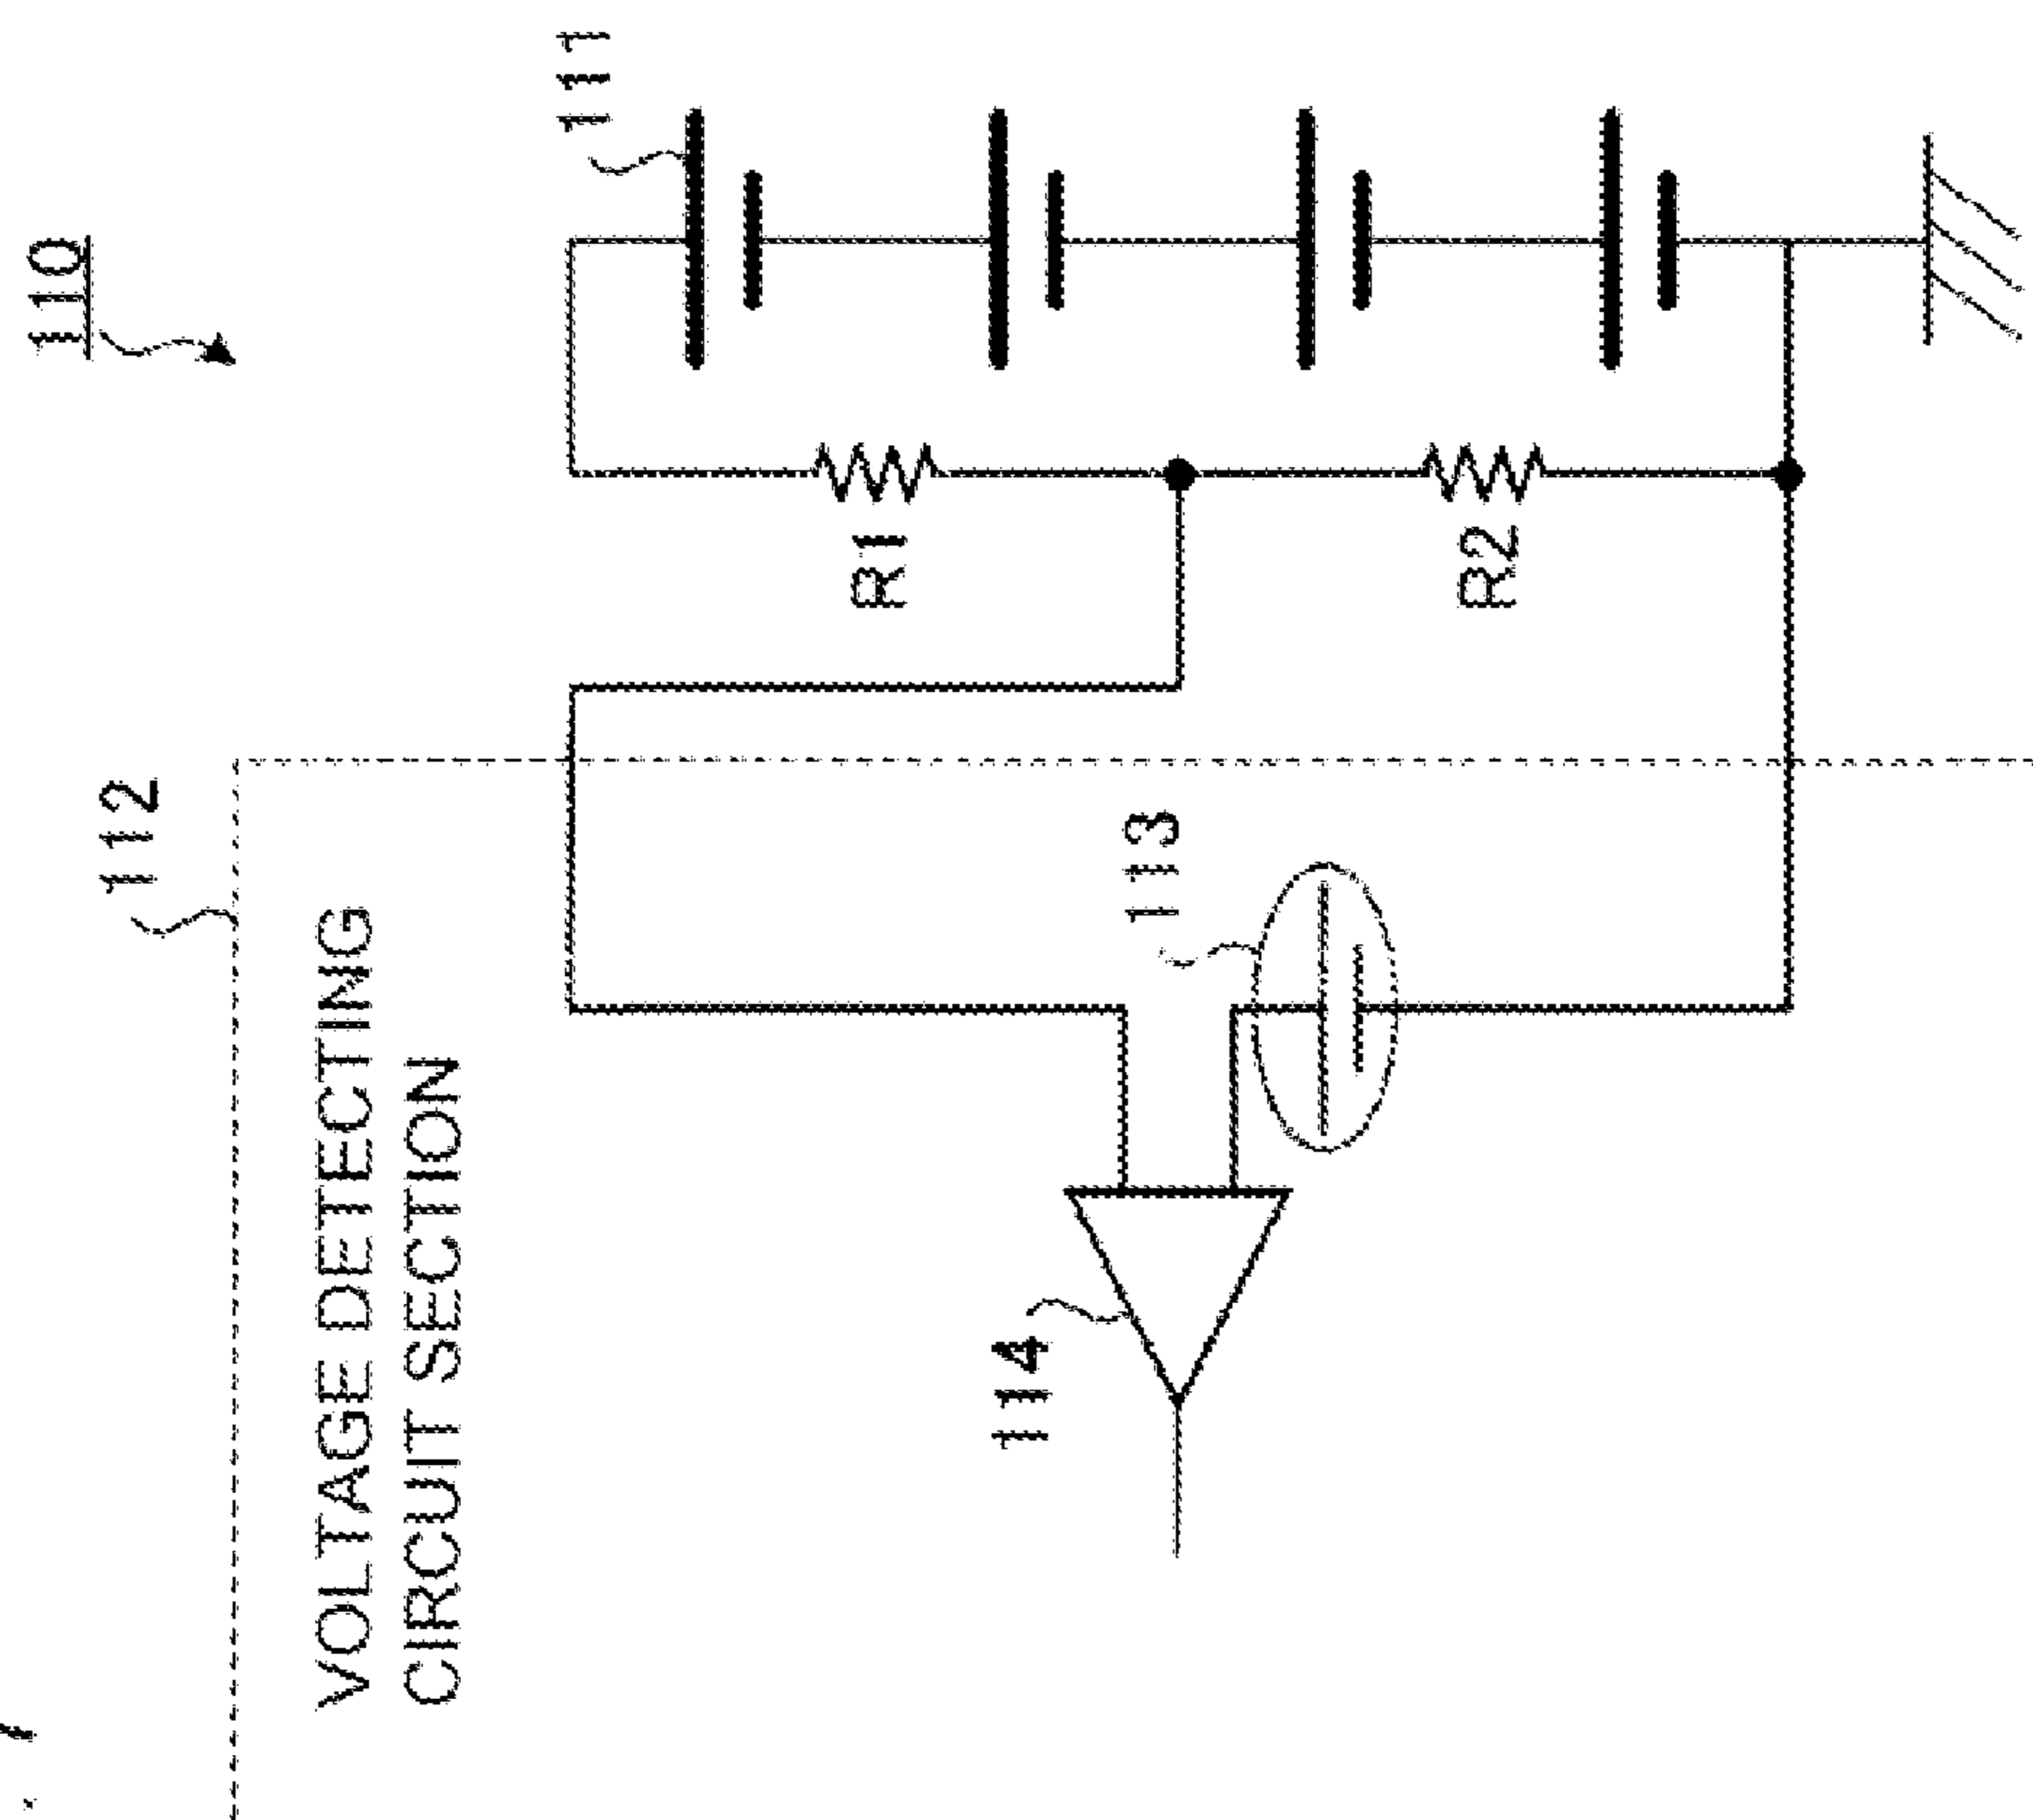 110
111
112
VOLTAGE DETECTING
CIRCUIT SECTION
R1
R2
113
114